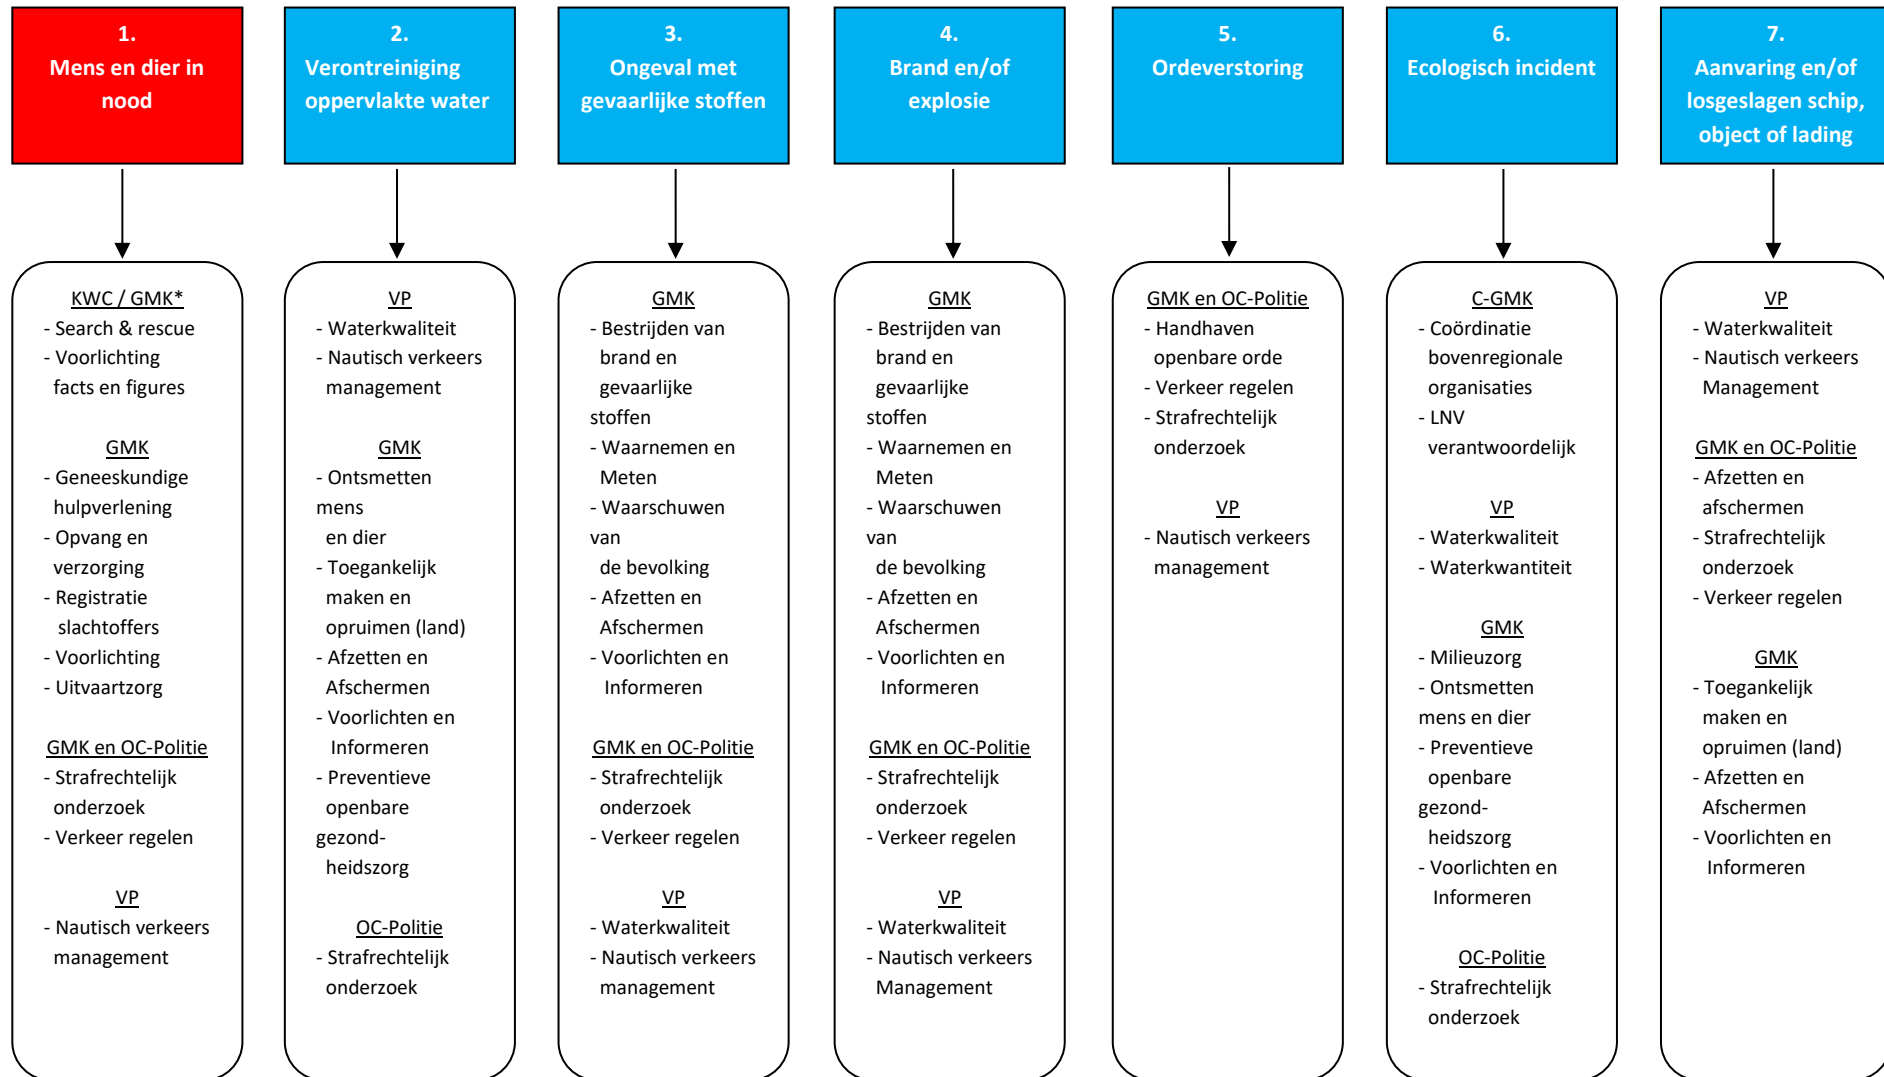 1.
Mens en dier in
nood
KWC / GMK*
- Search & rescue
- Voorlichting
facts en figures
GMK
- Geneeskundige
hulpverlening
- Opvang en
verzorging
- Registratie
slachtoffers
- Voorlichting
- Uitvaartzorg
GMK en OC-Politie
- Strafrechtelijk
onderzoek
- Verkeer regelen
VP
- Nautisch verkeers
management
2.
Verontreiniging
oppervlakte water
VP
- Waterkwaliteit
- Nautisch verkeers
management
GMK
- Ontsmetten
mens
en dier
- Toegankelijk
maken en
opruimen (land)
- Afzetten en
Afschermen
- Voorlichten en
Informeren
- Preventieve
openbare
gezond-
heidszorg
OC-Politie
- Strafrechtelijk
onderzoek
3.
Ongeval met
gevaarlijke stoffen
GMK
- Bestrijden van
brand en
gevaarlijke
stoffen
- Waarnemen en
Meten
- Waarschuwen
van
de bevolking
- Afzetten en
Afschermen
- Voorlichten en
Informeren
GMK en OC-Politie
- Strafrechtelijk
onderzoek
- Verkeer regelen
VP
- Waterkwaliteit
- Nautisch verkeers
management
4.
Brand en/of
explosie
GMK
- Bestrijden van
brand en
gevaarlijke
stoffen
- Waarnemen en
Meten
- Waarschuwen
van
de bevolking
- Afzetten en
Afschermen
- Voorlichten en
Informeren
GMK en OC-Politie
- Strafrechtelijk
onderzoek
- Verkeer regelen
VP
- Waterkwaliteit
- Nautisch verkeers
Management
5.
Ordeverstoring
GMK en OC-Politie
- Handhaven
openbare orde
- Verkeer regelen
- Strafrechtelijk
onderzoek
VP
- Nautisch verkeers
management
6.
Ecologisch incident
C-GMK
- Coördinatie
bovenregionale
organisaties
- LNV
verantwoordelijk
VP
- Waterkwaliteit
- Waterkwantiteit
GMK
- Milieuzorg
- Ontsmetten
mens en dier
- Preventieve
openbare
gezond-
heidszorg
- Voorlichten en
Informeren
OC-Politie
- Strafrechtelijk
onderzoek
7.
Aanvaring en/of
losgeslagen schip,
object of lading
VP
- Waterkwaliteit
- Nautisch verkeers
Management
GMK en OC-Politie
- Afzetten en
afschermen
- Strafrechtelijk
onderzoek
- Verkeer regelen
GMK
- Toegankelijk
maken en
opruimen (land)
- Afzetten en
Afschermen
- Voorlichten en
Informeren